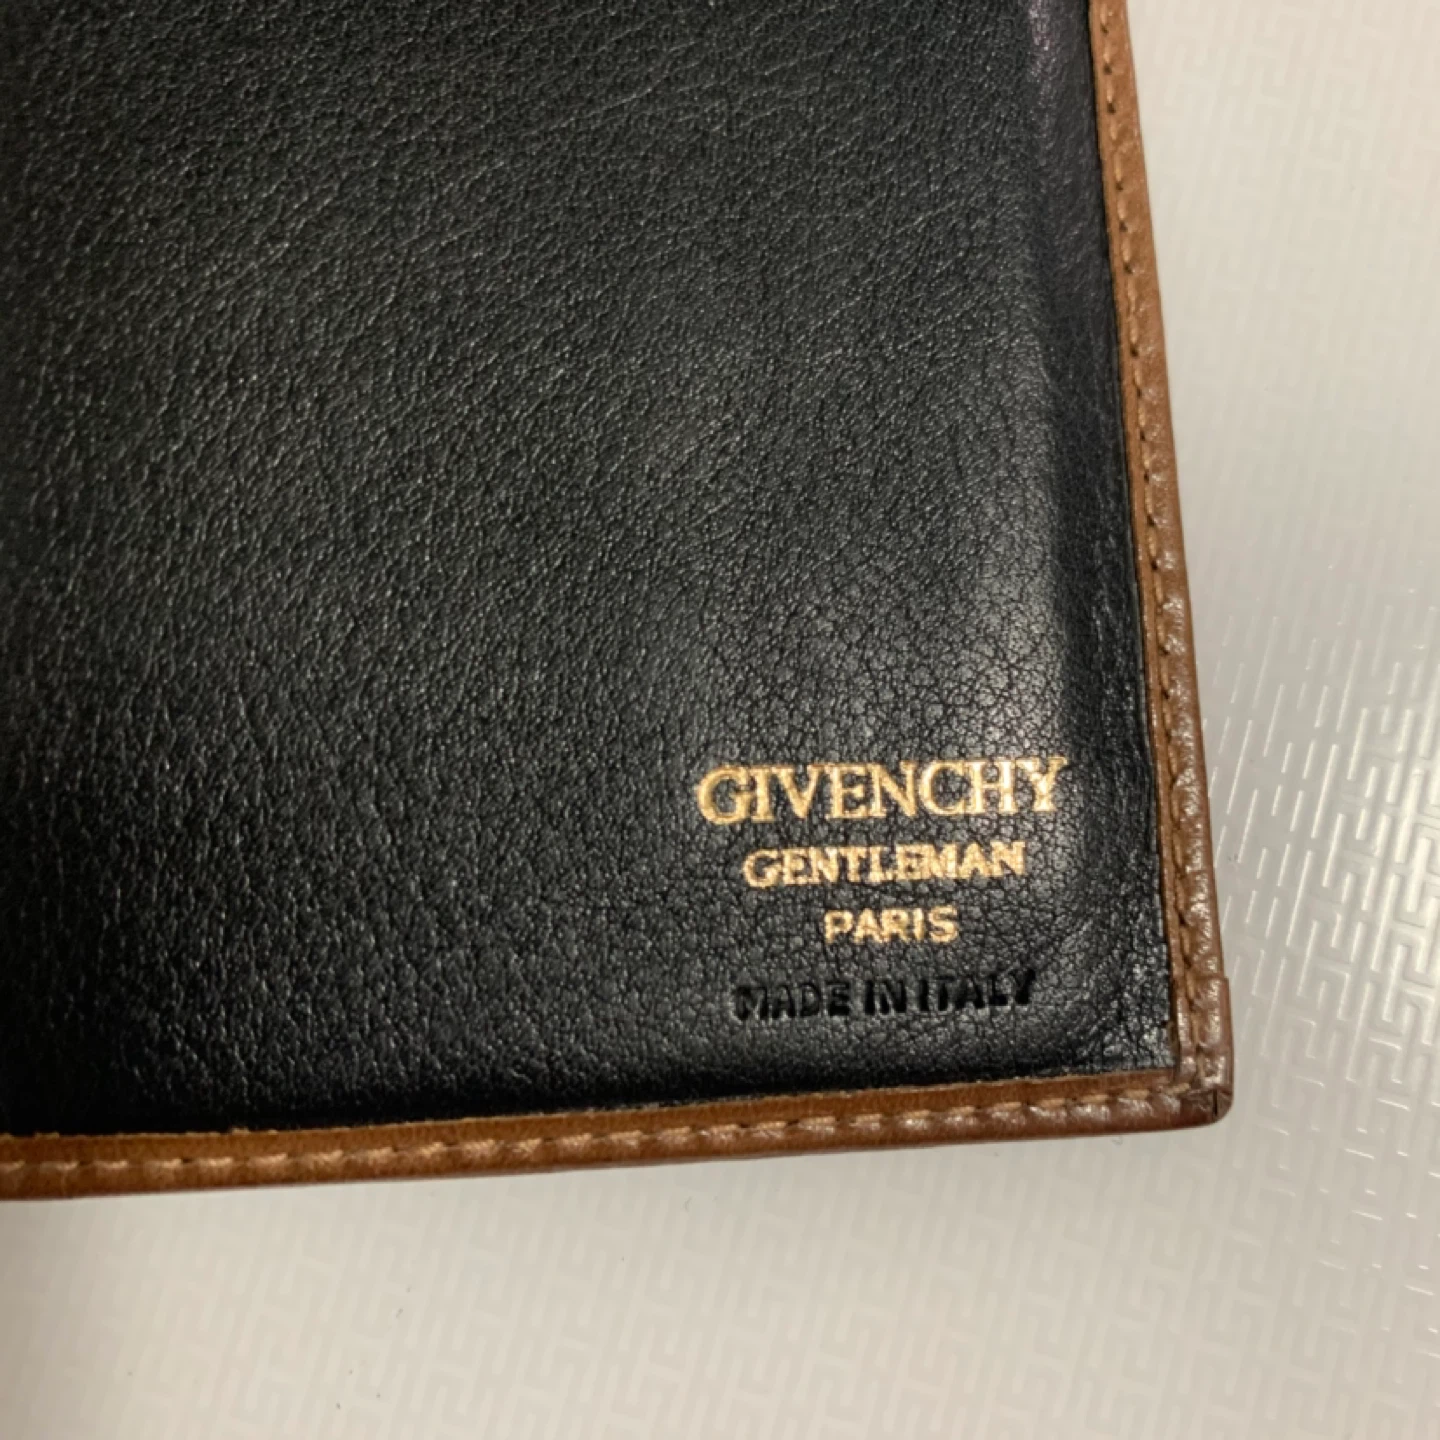 GIVENCHY
GENTLEMAN
PARIS
MADE IN ITALY